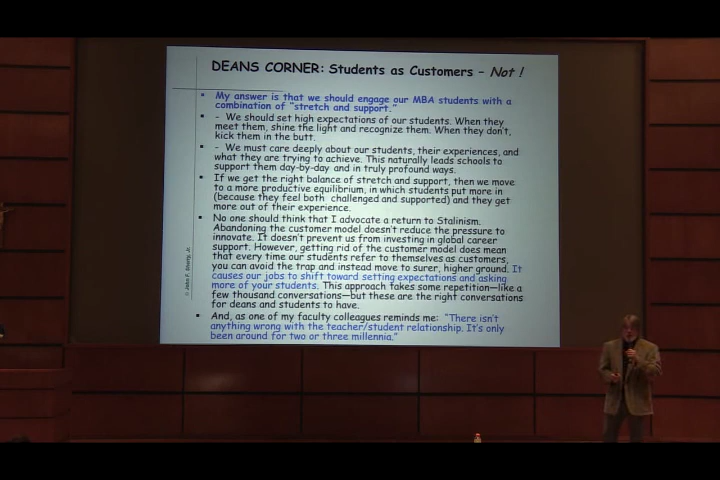 DEANS CORNER: Students as Customers – Not !
▪ My answer is that we should engage our MBA students with a
combination of "stretch and support."
▪ - We should set high expectations of our students. When they
meet them, shine the light and recognize them. When they don't,
kick them in the butt.
▪ - We must care deeply about our students, their experiences, and
what they are trying to achieve. This naturally leads schools to
support them day-by-day and in truly profound ways.
▪ If we get the right balance of stretch and support, then we move
to a more productive equilibrium, in which students put more in
(because they feel both challenged and supported) and they get
more out of their experience.
▪ No one should think that I advocate a return to Stalinism.
Abandoning the customer model doesn't reduce the pressure to
innovate. It doesn't prevent us from investing in global career
support. However, getting rid of the customer model does mean
that every time our students refer to themselves as customers,
you can avoid the trap and instead move to surer, higher ground. It
causes our jobs to shift toward setting expectations and asking
more of your students. This approach takes some repetition—like a
few thousand conversations—but these are the right conversations
for deans and students to have.
▪ And, as one of my faculty colleagues reminds me: "There isn't
anything wrong with the teacher/student relationship. It's only
been around for two or three millennia."